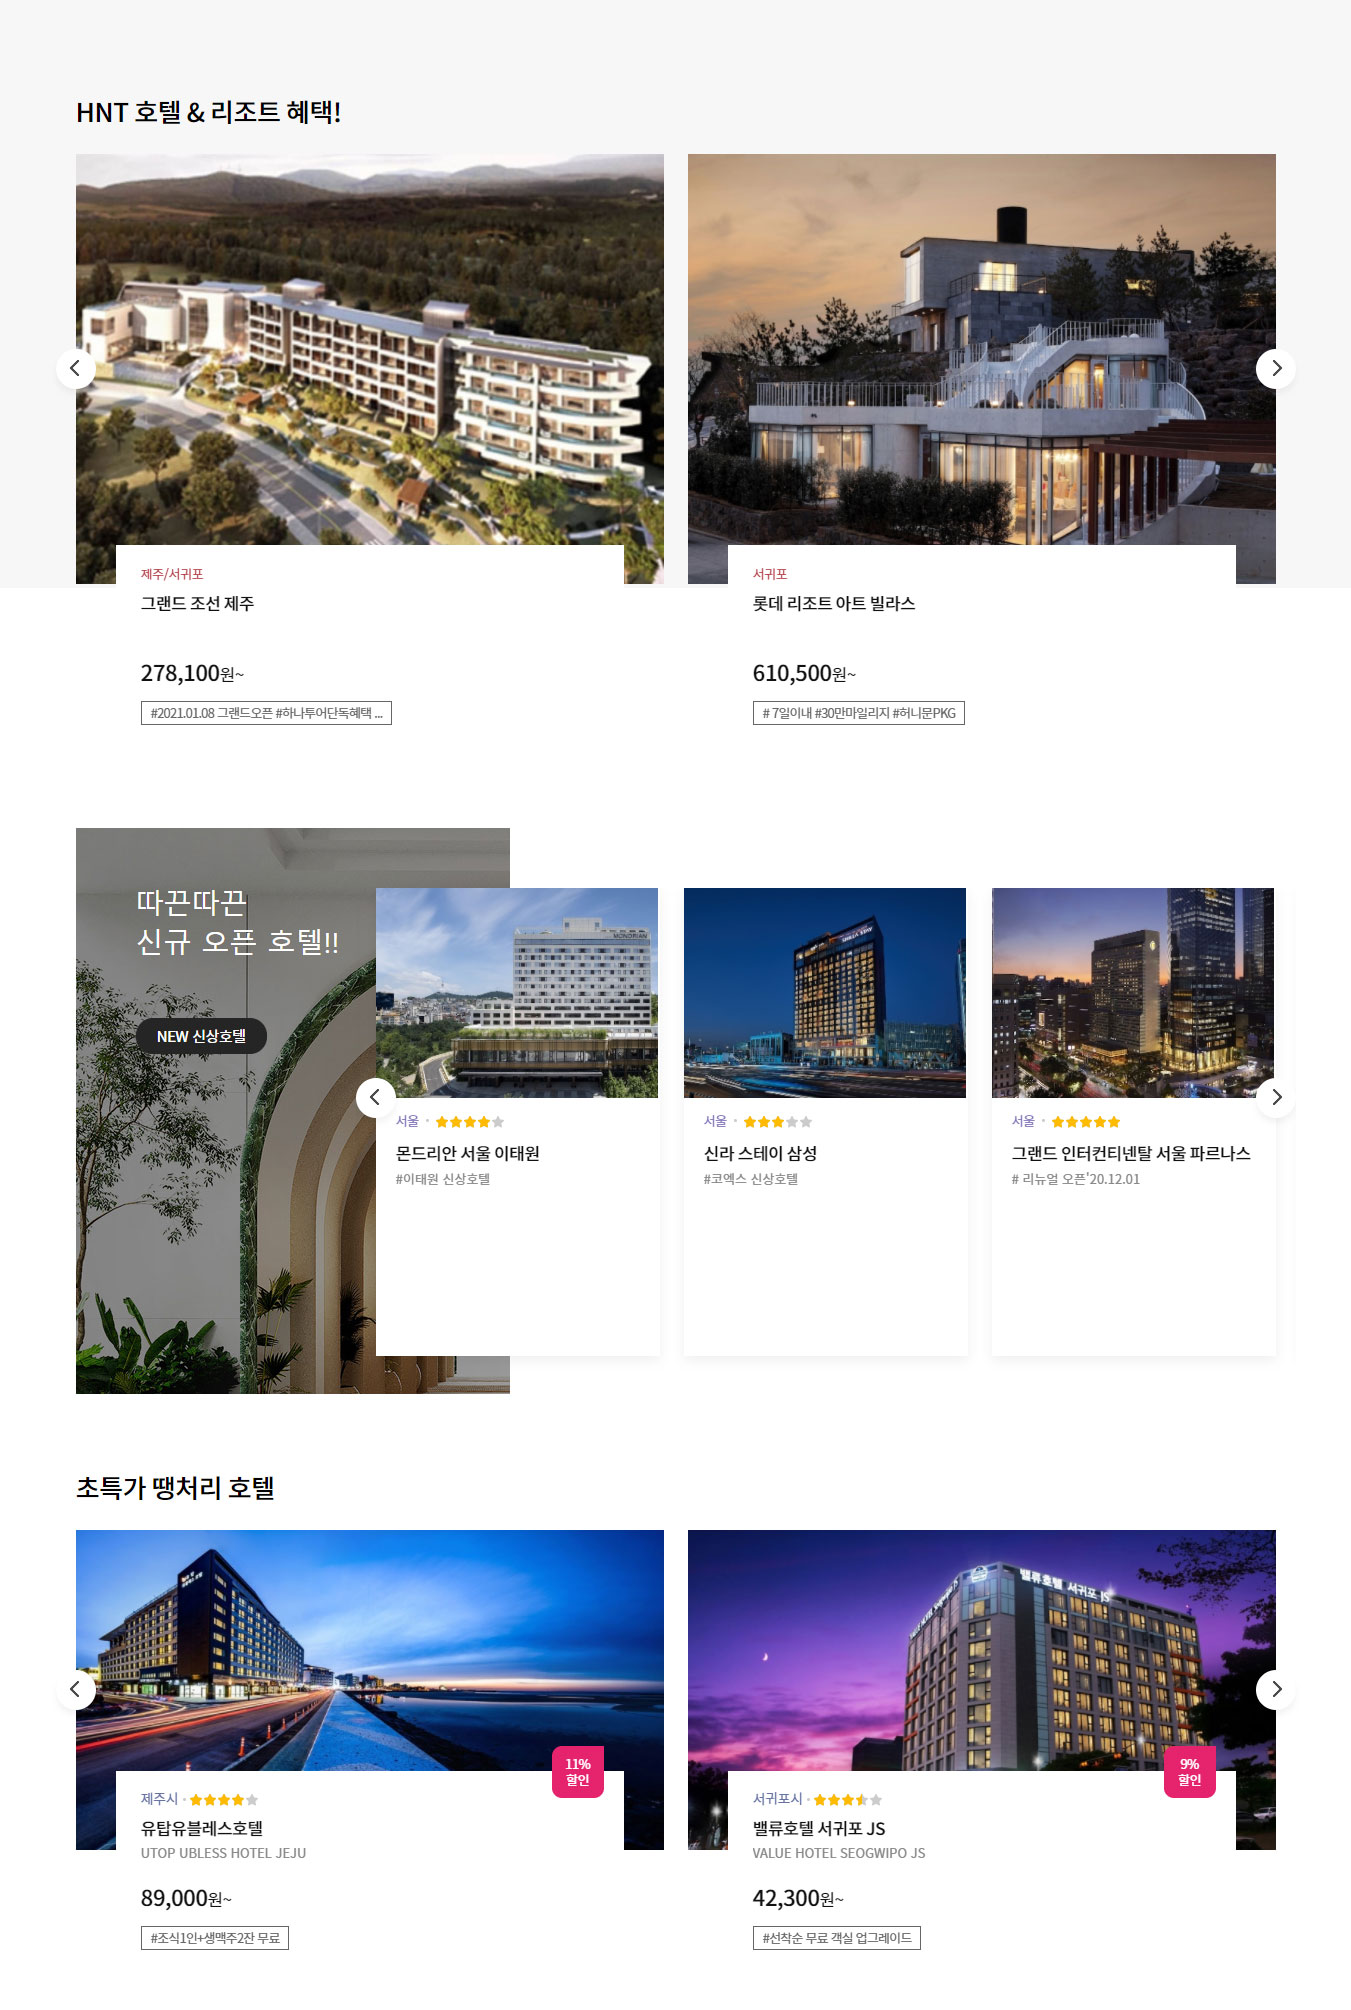 HNT 호텔 & 리조트 혜택!
제주/서귀포
그랜드 조선 제주
278,100원~
#2021.01.08 그랜드오픈 #하나투어단독혜택 ...
서귀포
롯데 리조트 아트 빌라스
610,500원~
# 7일이내 #30만마일리지 #허니문PKG
따끈따끈
신규 오픈 호텔!!
NEW 신상호텔
MONDRIAN
서울
몬드리안 서울 이태원
#이태원 신상호텔
SHILLA STAY
서울
신라 스테이 삼성
#코엑스 신상호텔
서울
그랜드 인터컨티넨탈 서울 파르나스
# 리뉴얼 오픈'20.12.01
초특가 땡처리 호텔
11%
할인
제주시
유탑유블레스호텔
UTOP UBLESS HOTEL JEJU
89,000원~
#조식1인+생맥주2잔 무료
밸류호텔 서귀포 JS
9%
할인
서귀포시
밸류호텔 서귀포 JS
VALUE HOTEL SEOGWIPO JS
42,300원~
#선착순 무료 객실 업그레이드